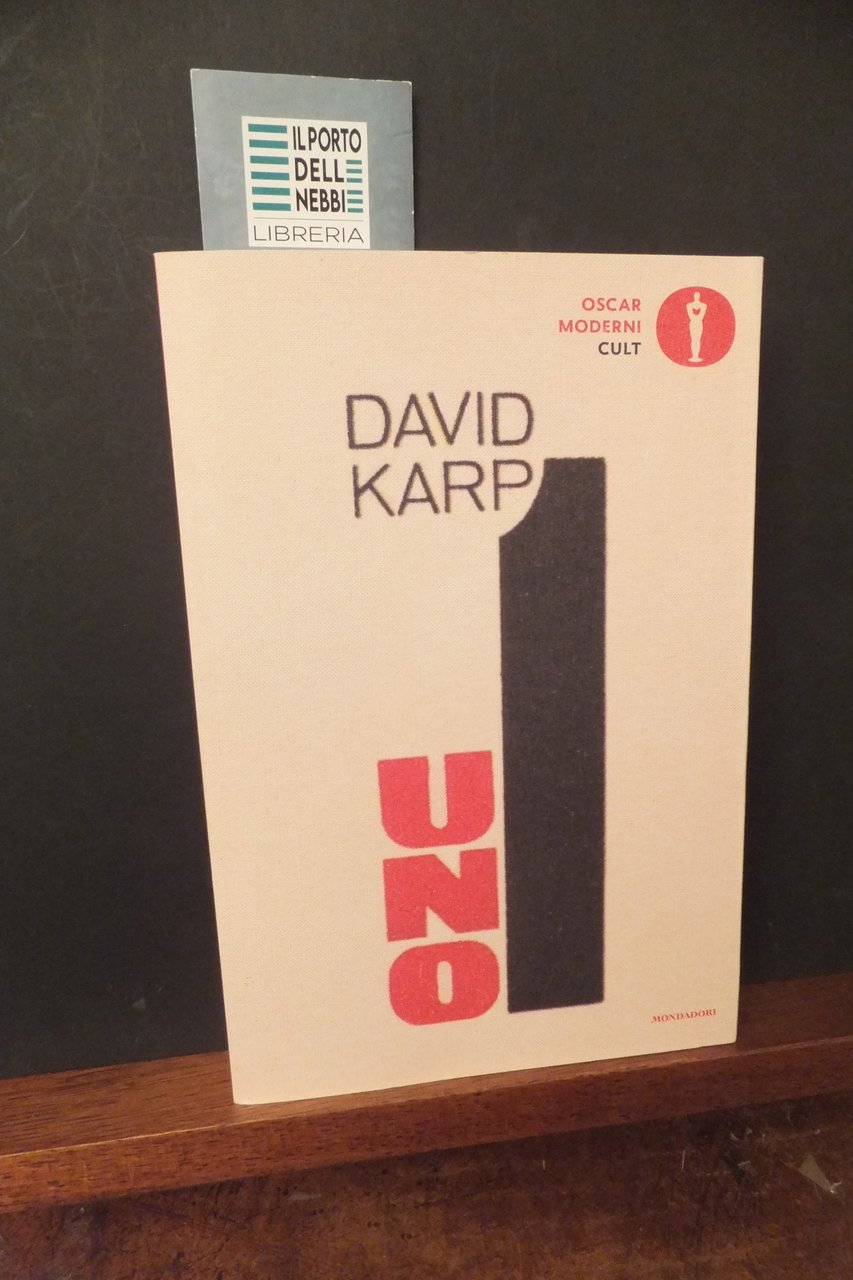 IL PORTO
DELLE
NEBBIE
LIBRERIA
OSCAR
MODERNI
CULT
DAVID
KARP
1
UNO
MONDADORI